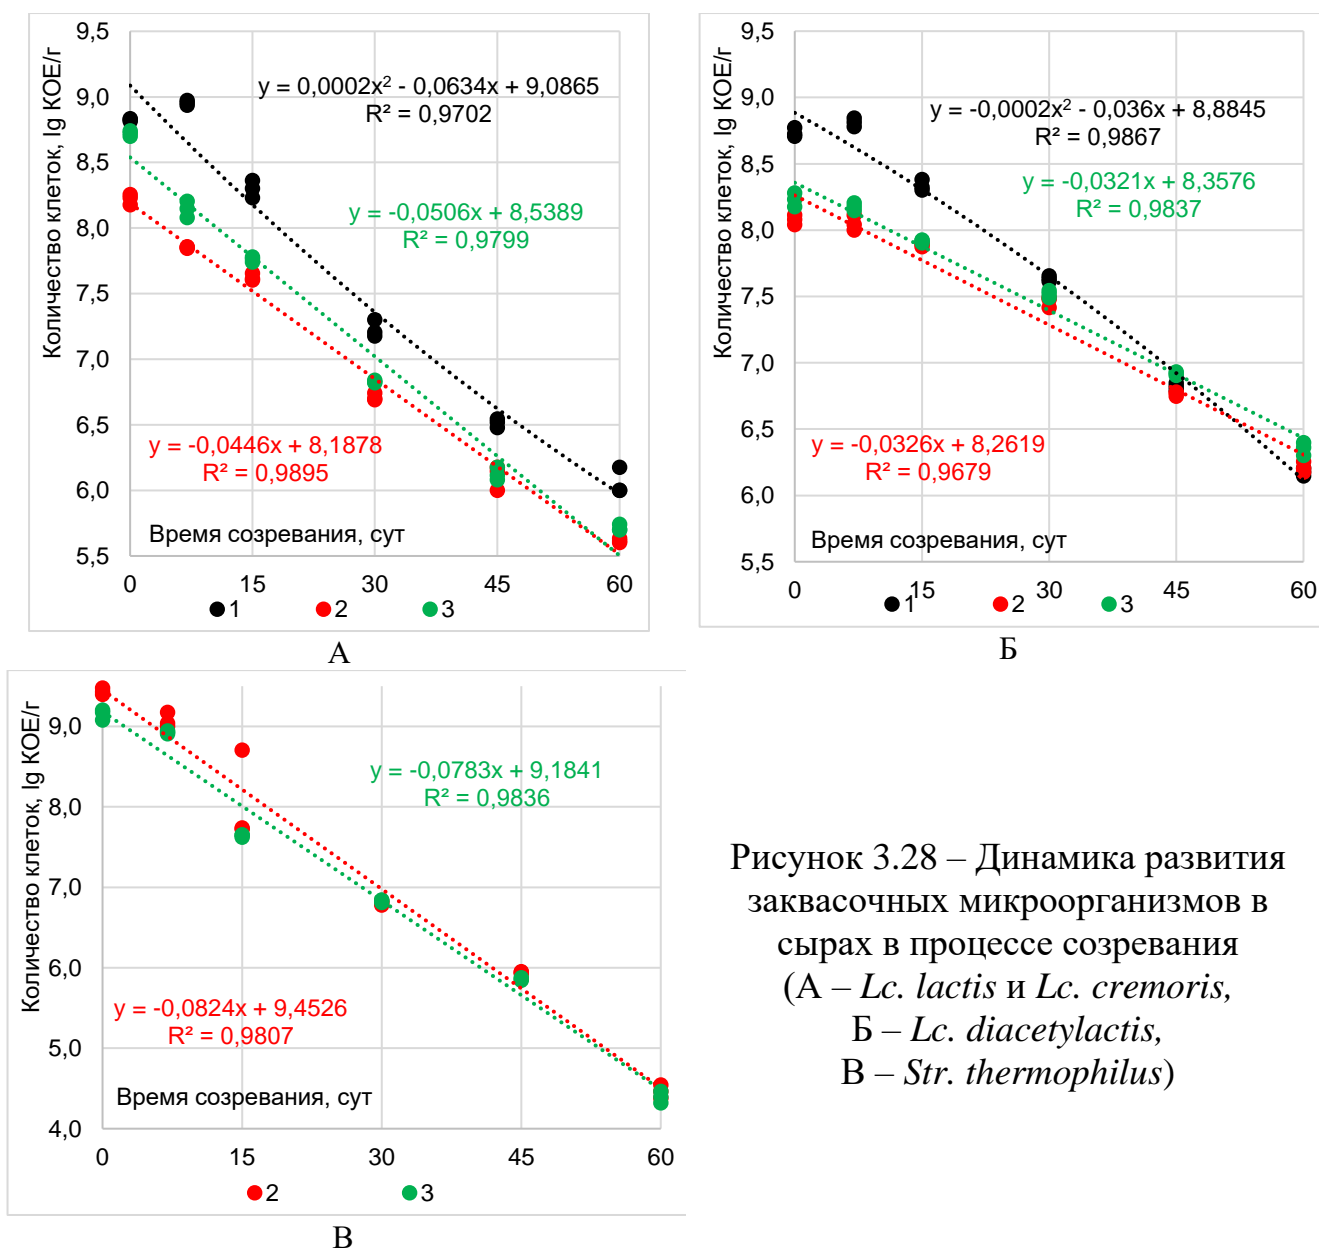 Количество клеток, lg КОЕ/г
9,5
9,0
8,5
8,0
7,5
7,0
6,5
6,0
5,5
y = 0,0002x² - 0,0634x + 9,0865
R² = 0,9702
y = -0,0506x + 8,5389
R² = 0,9799
y = -0,0446x + 8,1878
R² = 0,9895
Время созревания, сут
0 15 30 45 60
1 2 3
А
Количество клеток, lg КОЕ/г
9,5
9,0
8,5
8,0
7,5
7,0
6,5
6,0
5,5
y = -0,0002x² - 0,036x + 8,8845
R² = 0,9867
y = -0,0321x + 8,3576
R² = 0,9837
y = -0,0326x + 8,2619
R² = 0,9679
Время созревания, сут
0 15 30 45 60
1 2 3
Б
Количество клеток, lg КОЕ/г
9,0
8,0
7,0
6,0
5,0
4,0
y = -0,0783x + 9,1841
R² = 0,9836
y = -0,0824x + 9,4526
R² = 0,9807
Время созревания, сут
0 15 30 45 60
2 3
В
Рисунок 3.28 – Динамика развития
заквасочных микроорганизмов в
сырах в процессе созревания
(А – Lc. lactis и Lc. cremoris,
Б – Lc. diacetylactis,
В – Str. thermophilus)